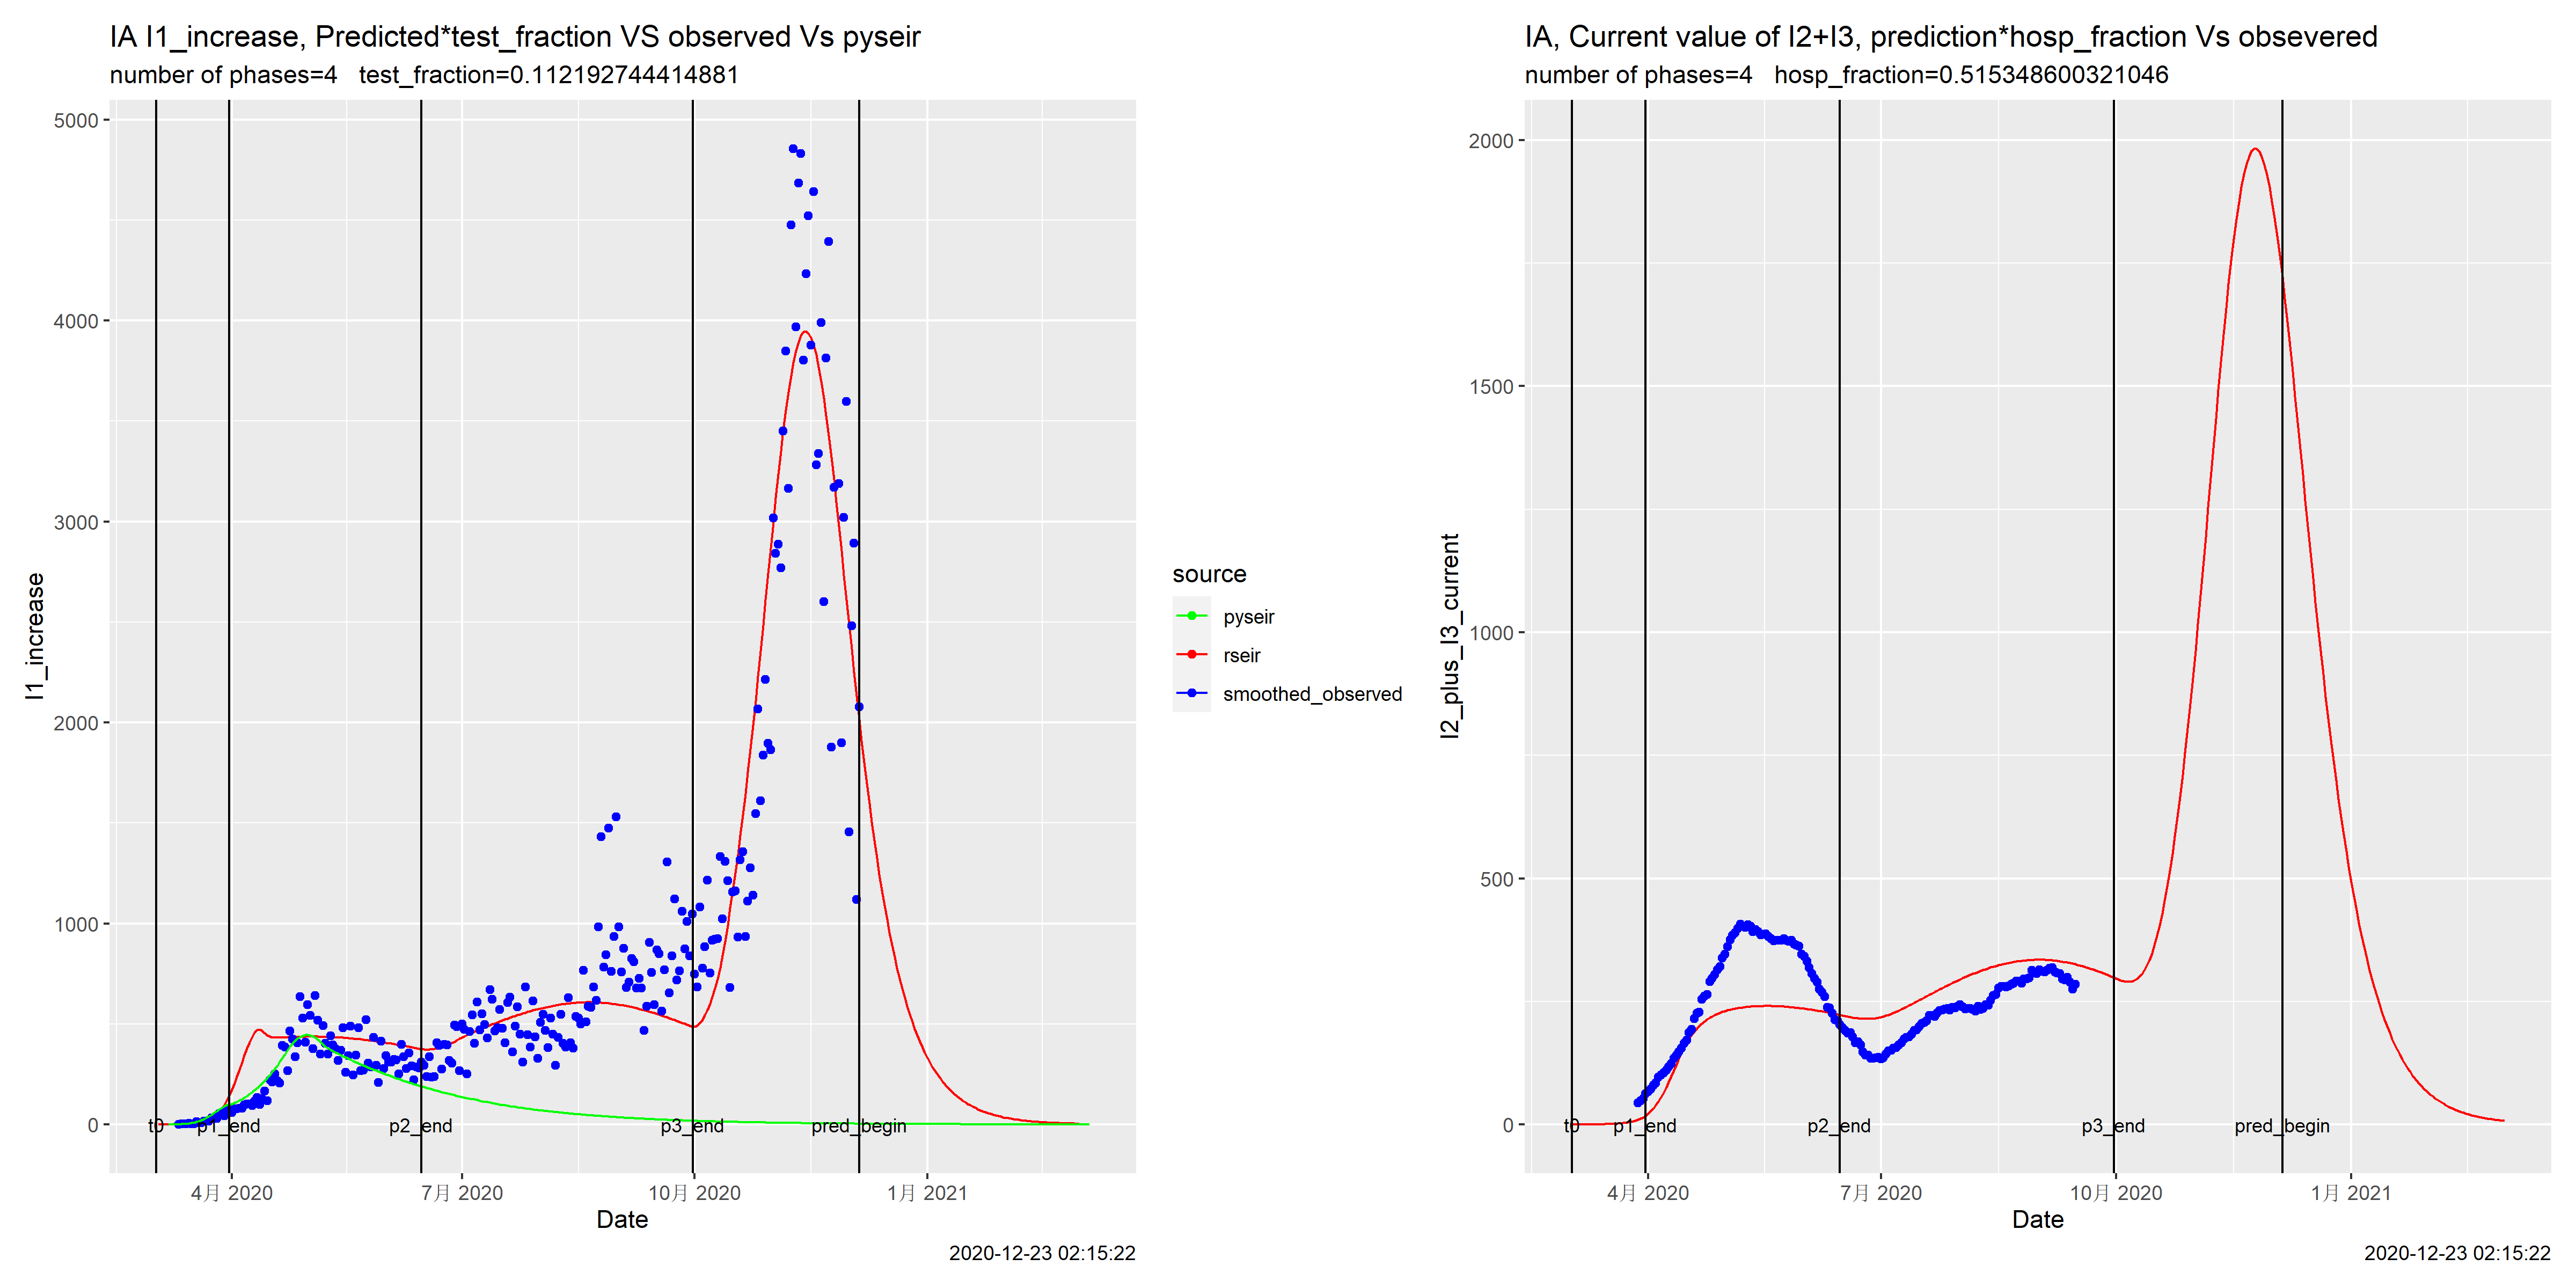 IA I1_increase, Predicted*test_fraction VS observed Vs pyseir
number of phases=4   test_fraction=0.112192744414881
I1_increase
5000
4000
3000
2000
1000
0
t0
p1_end
p2_end
p3_end
pred_begin
4月 2020
7月 2020
10月 2020
1月 2021
Date
2020-12-23 02:15:22
source
pyseir
rseir
smoothed_observed
IA, Current value of I2+I3, prediction*hosp_fraction Vs obsevered
number of phases=4   hosp_fraction=0.515348600321046
I2_plus_I3_current
2000
1500
1000
500
0
t0
p1_end
p2_end
p3_end
pred_begin
4月 2020
7月 2020
10月 2020
1月 2021
Date
2020-12-23 02:15:22